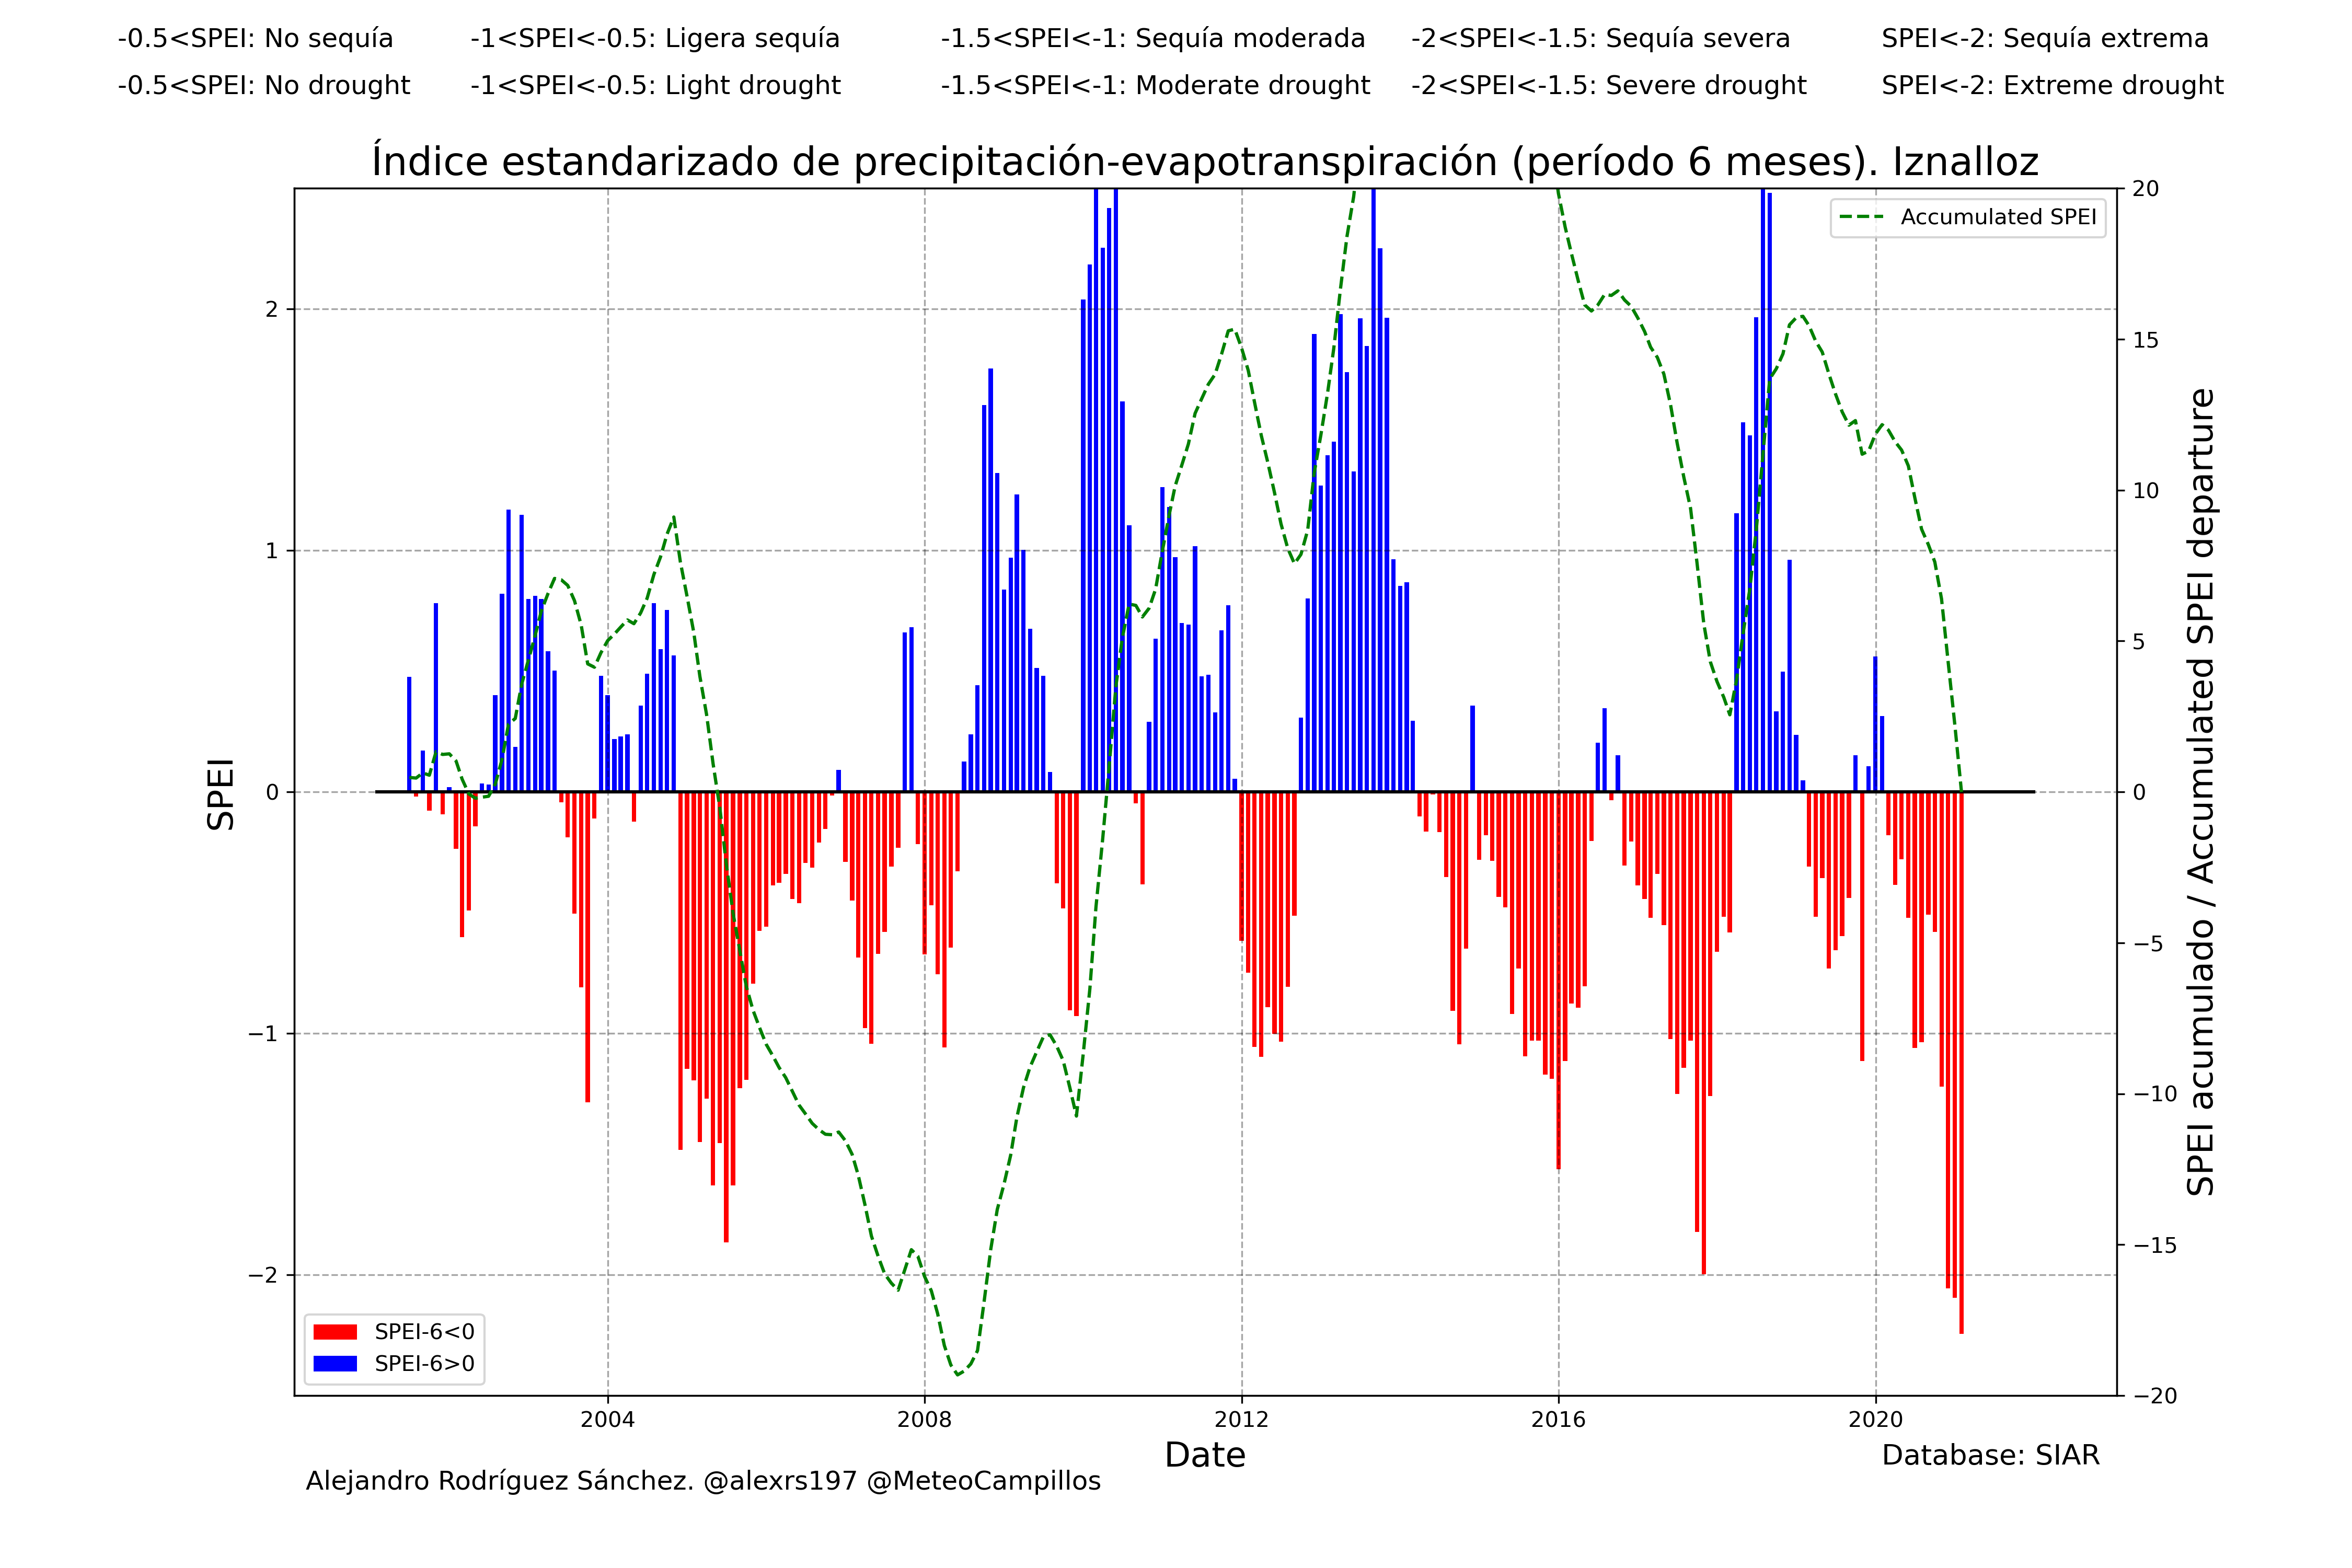 -0.5<SPEI: No sequía -1<SPEI<-0.5: Ligera sequía -1.5<SPEI<-1: Sequía moderada -2<SPEI<-1.5: Sequía severa SPEI<-2: Sequía extrema
-0.5<SPEI: No drought -1<SPEI<-0.5: Light drought -1.5<SPEI<-1: Moderate drought -2<SPEI<-1.5: Severe drought SPEI<-2: Extreme drought
Índice estandarizado de precipitación-evapotranspiración (período 6 meses). Iznalloz
Accumulated SPEI
SPEI
2
1
0
−1
−2
20
15
10
5
0
−5
−10
−15
−20
SPEI acumulado / Accumulated SPEI departure
SPEI-6<0
SPEI-6>0
2004 2008 2012 2016 2020
Date
Database: SIAR
Alejandro Rodríguez Sánchez. @alexrs197 @MeteoCampillos